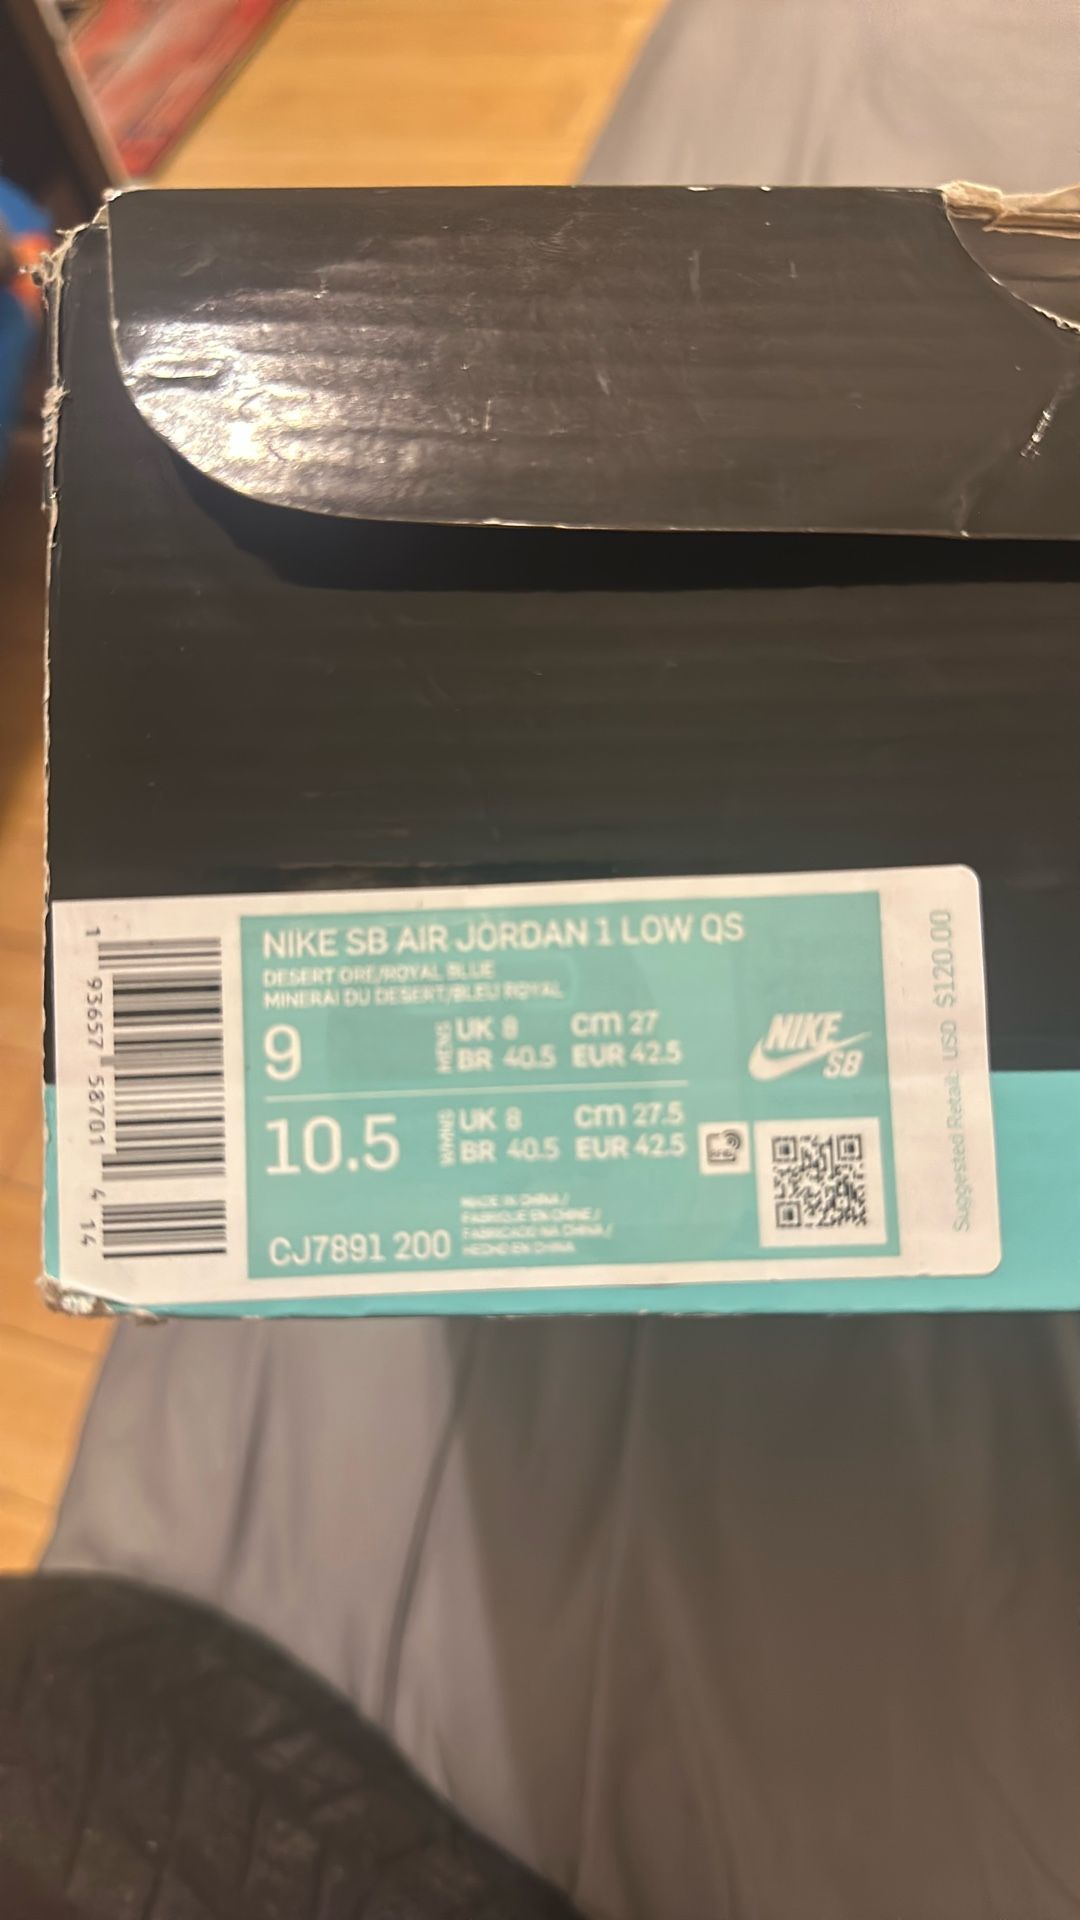 NIKE SB AIR JORDAN 1 LOW QS
DESERT ORE/ROYAL BLUE
MINERAI DU DESERT/BLEU ROYAL
9
MENS
UK 8
cm 27
BR 40.5
EUR 42.5
10.5
WMNS
UK 8
cm 27.5
BR 40.5
EUR 42.5
CJ7891 200
MADE IN CHINA/
FABRIQUE EN CHINE/
FABRICADO NA CHINA/
HECHO EN CHINA
NIKE
SB
1 93657 58701 4 14
Suggested Retail: USD $120.00